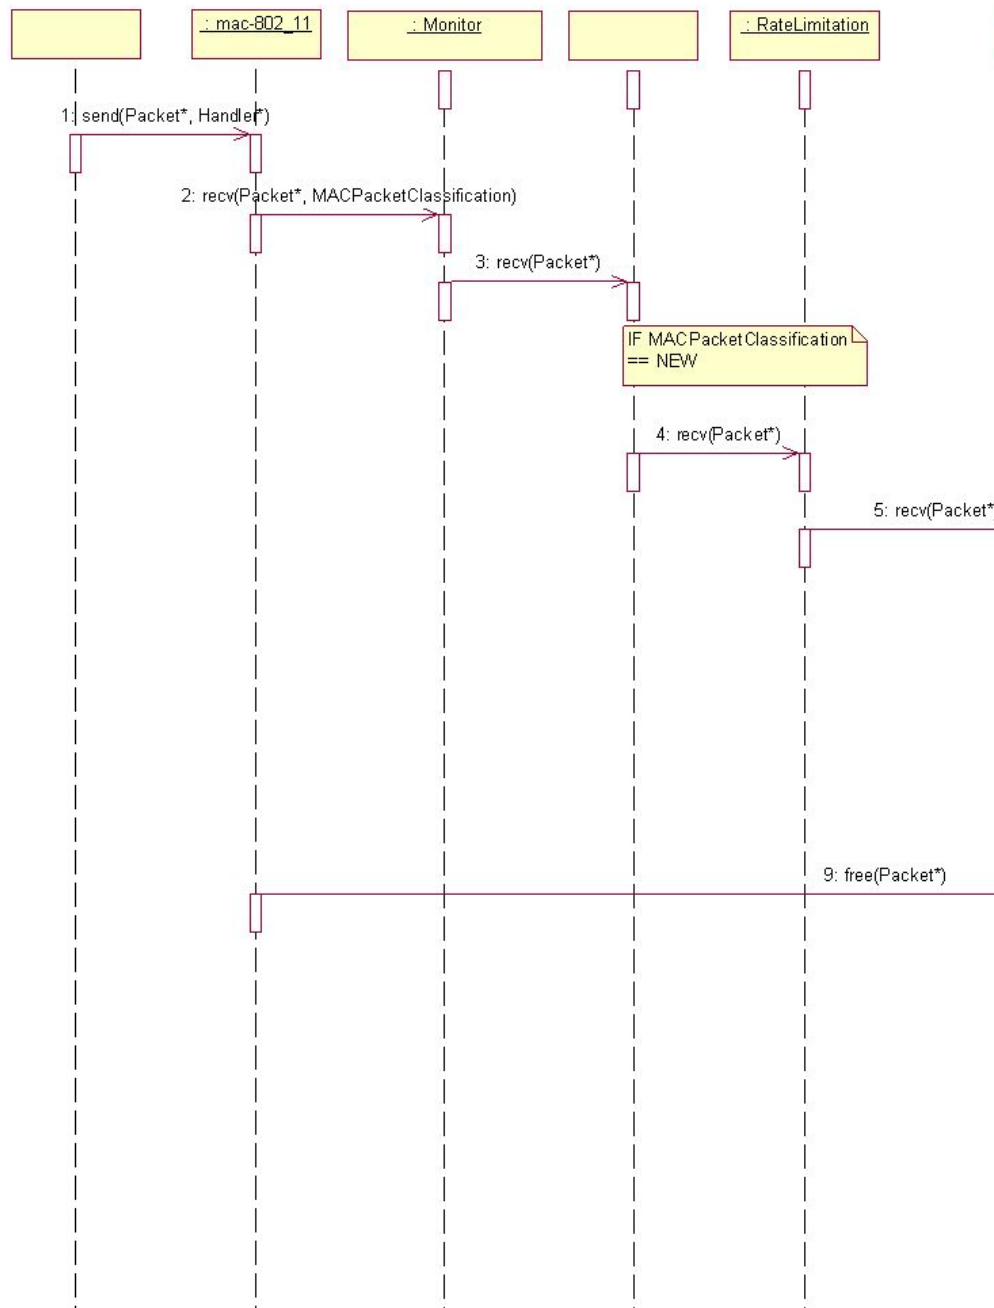 : mac-802_11
: Monitor
: RateLimitation
1: send(Packet*, Handler*)
2: recv(Packet*, MACPacketClassification)
3: recv(Packet*)
IF MACPacketClassification
== NEW
4: recv(Packet*)
5: recv(Packet*
9: free(Packet*)